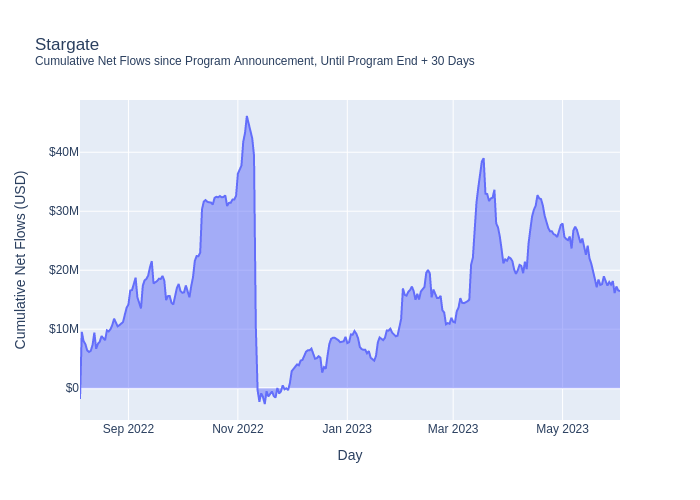 Stargate
Cumulative Net Flows since Program Announcement, Until Program End + 30 Days
Cumulative Net Flows (USD)
$40M
$30M
$20M
$10M
$0
Sep 2022
Nov 2022
Jan 2023
Mar 2023
May 2023
Day